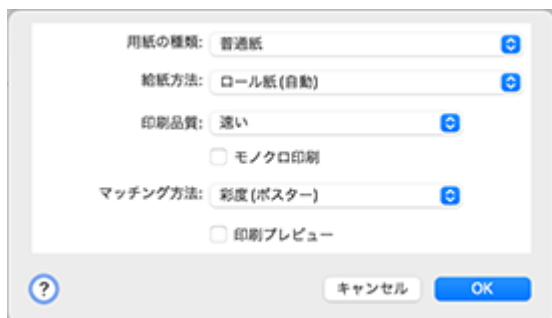 用紙の種類: 普通紙
給紙方法: ロール紙(自動)
印刷品質: 速い
モノクロ印刷
マッチング方法: 彩度(ポスター)
印刷プレビュー
? キャンセル OK